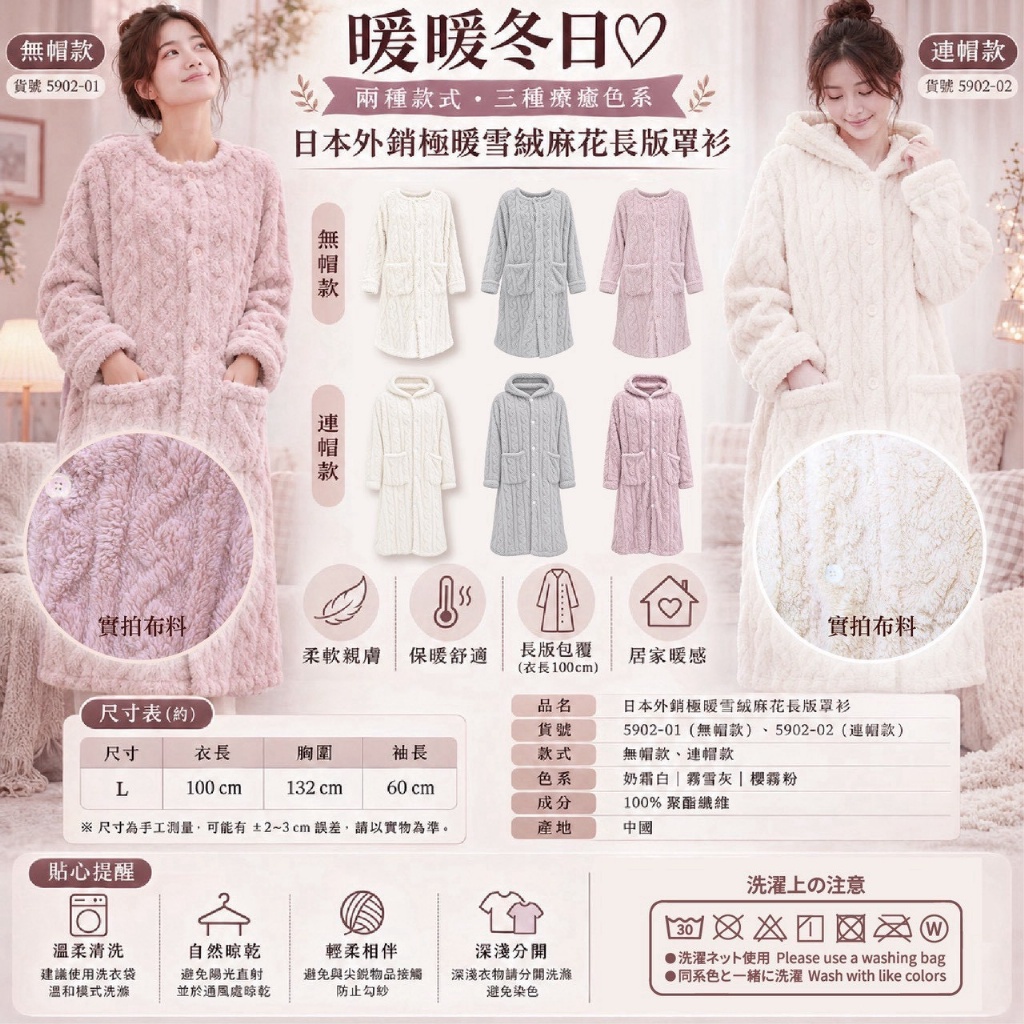 暖暖冬日♡
兩種款式・三種療癒色系
日本外銷極暖雪絨麻花長版罩衫
無帽款
貨號 5902-01
連帽款
貨號 5902-02
無帽款
連帽款
實拍布料
實拍布料
柔軟親膚
保暖舒適
長版包覆
(衣長100cm)
居家暖感
尺寸表(約)
尺寸 衣長 胸圍 袖長
L 100 cm 132 cm 60 cm
※ 尺寸為手工測量，可能有 ±2~3 cm 誤差，請以實物為準。
品名 日本外銷極暖雪絨麻花長版罩衫
貨號 5902-01（無帽款）、5902-02（連帽款）
款式 無帽款、連帽款
色系 奶霜白｜霧雪灰｜櫻霧粉
成分 100% 聚酯纖維
產地 中國
貼心提醒
溫柔清洗
建議使用洗衣袋
溫和模式洗滌
自然晾乾
避免陽光直射
並於通風處晾乾
輕柔相伴
避免與尖銳物品接觸
防止勾紗
深淺分開
深淺衣物請分開洗滌
避免染色
洗濯上の注意
30 W
●洗濯ネット使用 Please use a washing bag
●同系色と一緒に洗濯 Wash with like colors